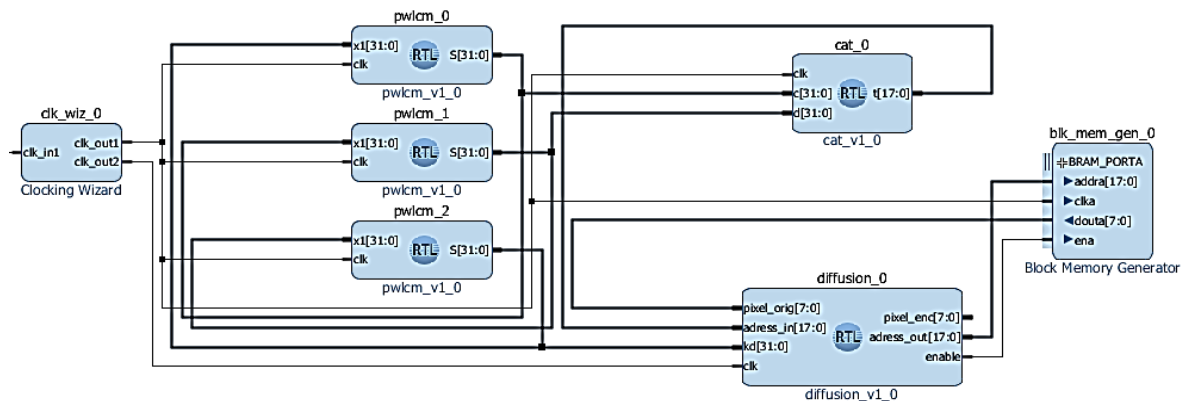 pwlcm_0
x1[31:0]
clk
RTL
S[31:0]
pwlcm_v1_0
cat_0
clk
c[31:0]
d[31:0]
RTL
t[17:0]
cat_v1_0
clk_wiz_0
clk_in1
clk_out1
clk_out2
Clocking Wizard
pwlcm_1
x1[31:0]
clk
RTL
S[31:0]
pwlcm_v1_0
blk_mem_gen_0
BRAM_PORTA
addra[17:0]
clka
douta[7:0]
ena
Block Memory Generator
pwlcm_2
x1[31:0]
clk
RTL
S[31:0]
pwlcm_v1_0
diffusion_0
pixel_orig[7:0]
adress_in[17:0]
kd[31:0]
clk
RTL
pixel_enc[7:0]
adress_out[17:0]
enable
diffusion_v1_0